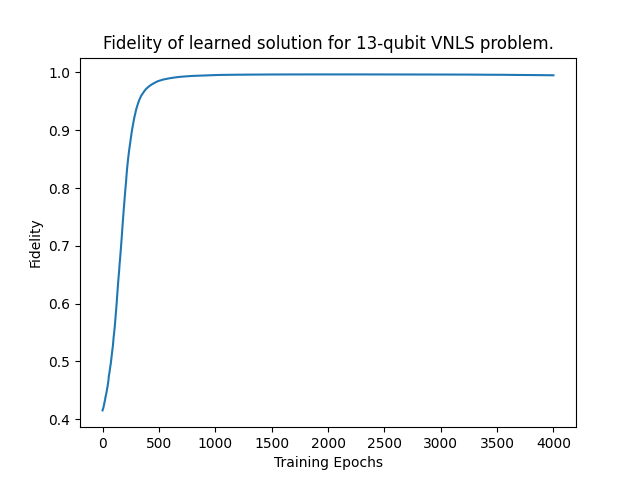 Fidelity of learned solution for 13-qubit VNLS problem.
1.0
0.9
0.8
0.7
0.6
0.5
0.4
Fidelity
0 500 1000 1500 2000 2500 3000 3500 4000
Training Epochs